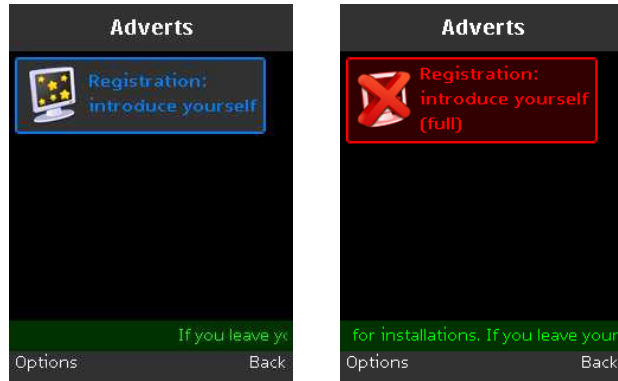 Adverts
Registration:
introduce yourself
If you leave
Options Back
Adverts
Registration:
introduce yourself
(full)
for installations. If you leave your
Options Back